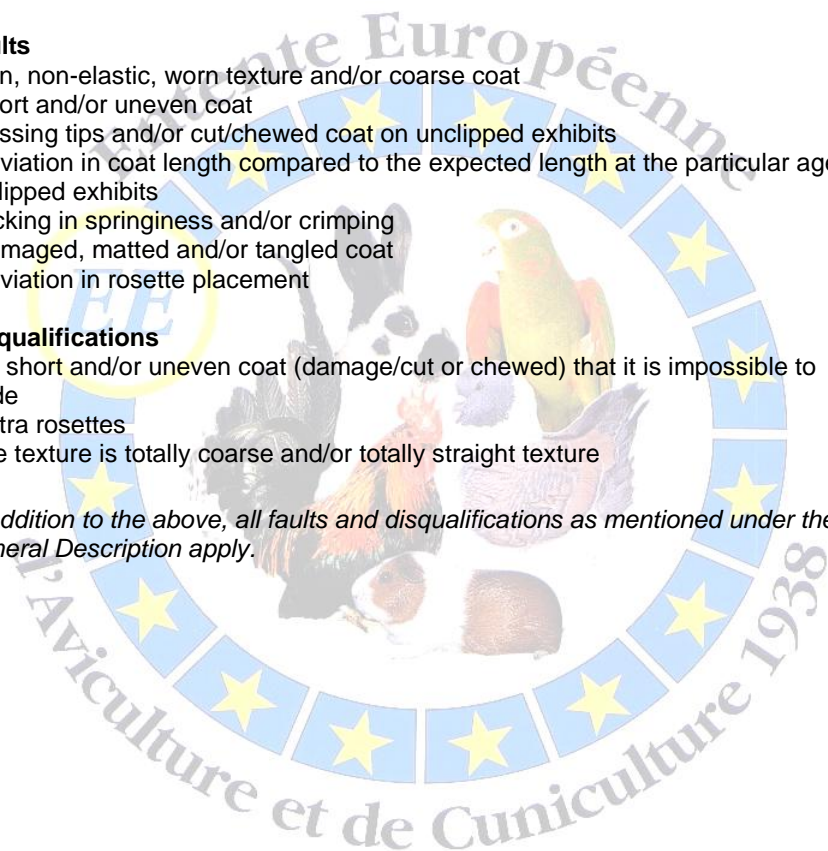 Entente Européenne
ults
n, non-elastic, worn texture and/or coarse coat
ort and/or uneven coat
ssing tips and/or cut/chewed coat on unclipped exhibits
viation in coat length compared to the expected length at the particular age
lipped exhibits
cking in springiness and/or crimping
maged, matted and/or tangled coat
viation in rosette placement
EE
qualifications
short and/or uneven coat (damage/cut or chewed) that it is impossible to
de
tra rosettes
e texture is totally coarse and/or totally straight texture
addition to the above, all faults and disqualifications as mentioned under the
neral Description apply.
d'Aviculture et de Cuniculture 1938